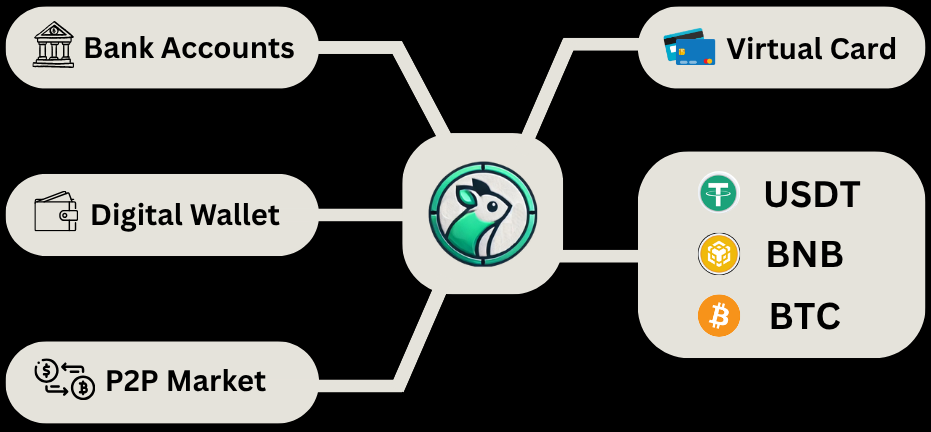 Bank Accounts
Virtual Card
Digital Wallet
USDT
BNB
BTC
P2P Market